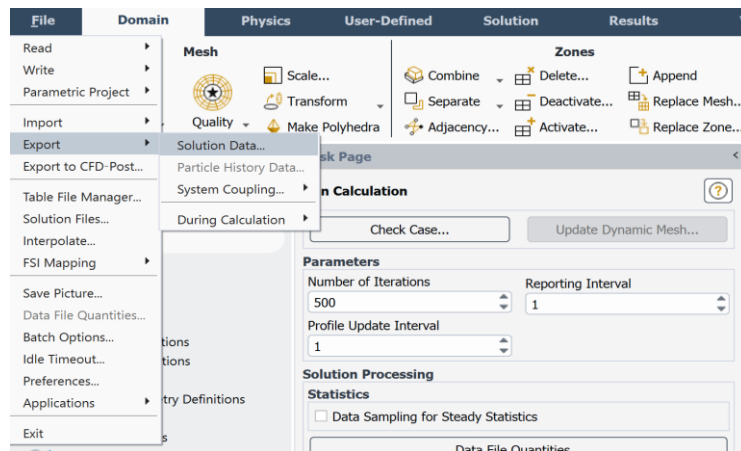 File Domain Physics User-Defined Solution Results
Read
Write
Parametric Project
Import
Export
Export to CFD-Post...
Table File Manager...
Solution Files...
Interpolate...
FSI Mapping
Save Picture...
Data File Quantities...
Batch Options...
Idle Timeout...
Preferences...
Applications
Exit
Solution Data...
Particle History Data...
System Coupling...
During Calculation
Mesh
Quality
Scale...
Transform
Make Polyhedra
Zones
Combine
Separate
Adjacency...
Delete...
Deactivate...
Activate...
Append
Replace Mesh...
Replace Zone...
sk Page
n Calculation
?
Check Case... Update Dynamic Mesh...
Parameters
Number of Iterations Reporting Interval
500 1
Profile Update Interval
1
Solution Processing
Statistics
Data Sampling for Steady Statistics
Data File Quantities
tions
tions
try Definitions
s